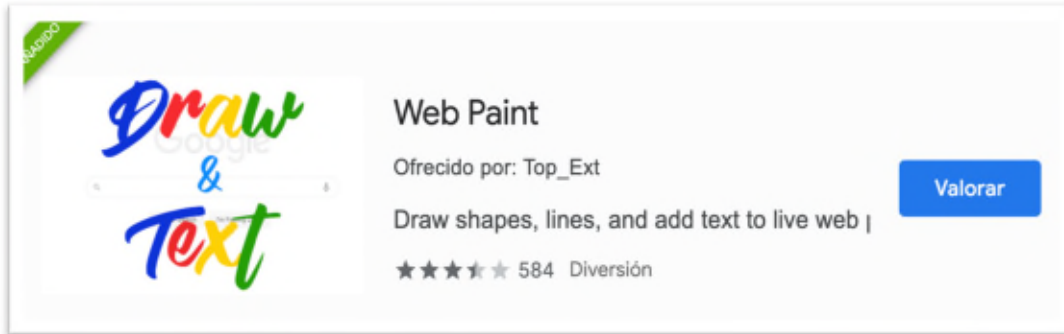 AÑADIDO
Draw
Google
&
Text
Web Paint
Ofrecido por: Top_Ext
Valorar
Draw shapes, lines, and add text to live web p
584 Diversión